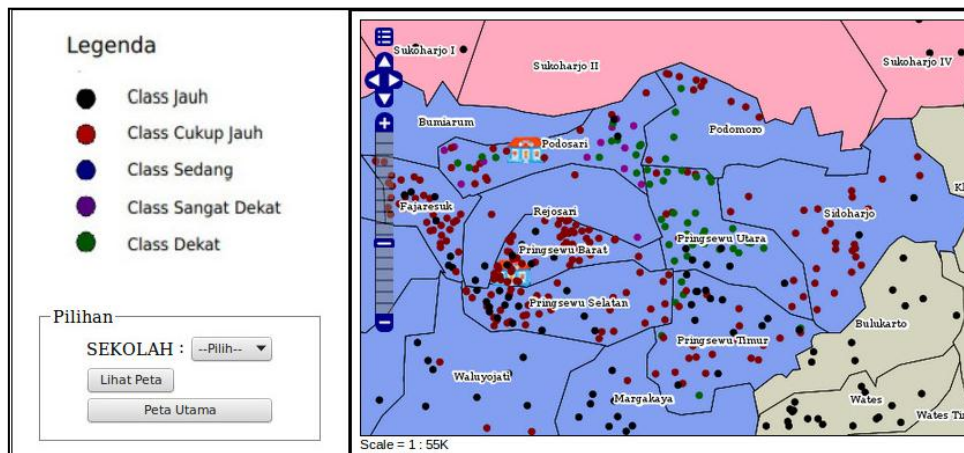 Legenda
Class Jauh
Class Cukup Jauh
Class Sedang
Class Sangat Dekat
Class Dekat
Pilihan
SEKOLAH : --Pilih--
Lihat Peta
Peta Utama
Sukoharjo I
Sukoharjo II
Sukoharjo IV
Bumiarum
Podosari
Podomoro
Fajaresuk
Rejosari
Sidoharjo
Pringsewu Barat
Pringsewu Utara
Pringsewu Selatan
Bulukarto
Pringsewu Timur
Waluyojati
Margakaya
Wates
Wates Ti
Scale = 1 : 55K